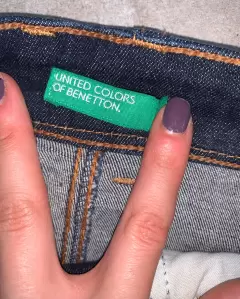 UNITED COLORS
OF BENETTON.